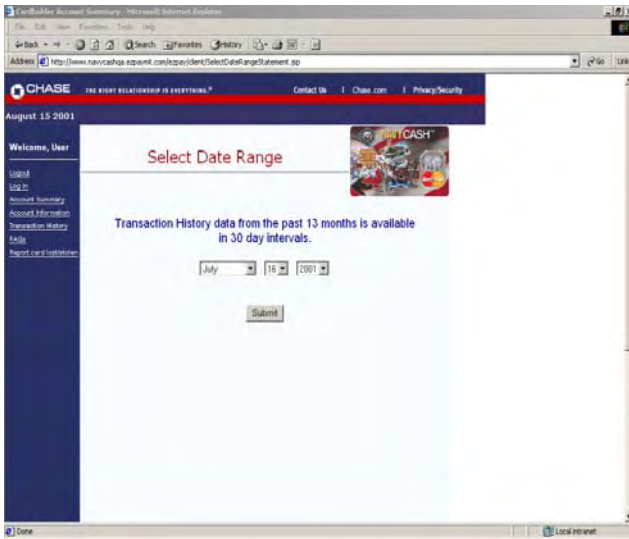 Cardholder Account Summary - Microsoft Internet Explorer
File Edit View Favorites Tools Help
Back Search Favorites History
Address http://www.navycashqa.ezpaymt.com/ezpay/client/SelectDateRangeStatement.jsp Go Links
CHASE THE RIGHT RELATIONSHIP IS EVERYTHING.® Contact Us | Chase.com | Privacy/Security
August 15 2001
Welcome, User
Select Date Range
NAVY CASH™
MasterCard
Logout
Log In
Account Summary
Account Information
Transaction History
FAQs
Report card lost/stolen
Transaction History data from the past 13 months is available
in 30 day intervals.
July 16 2001
Submit
Done Local intranet